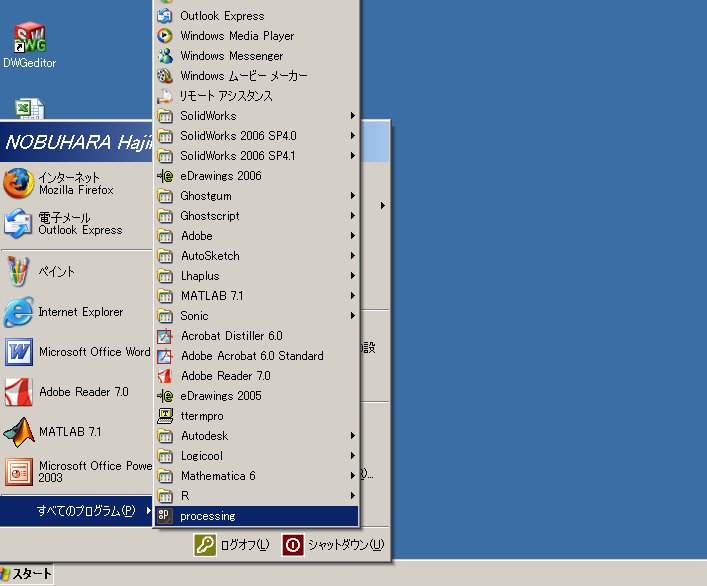 DWGeditor
NOBUHARA Haji
インターネット
Mozilla Firefox
電子メール
Outlook Express
ペイント
Internet Explorer
Microsoft Office Word
Adobe Reader 7.0
MATLAB 7.1
Microsoft Office Powe
2003
すべてのプログラム(P)
Outlook Express
Windows Media Player
Windows Messenger
Windows ムービー メーカー
リモート アシスタンス
SolidWorks
SolidWorks 2006 SP4.0
SolidWorks 2006 SP4.1
eDrawings 2006
Ghostgum
Ghostscript
Adobe
AutoSketch
Lhaplus
MATLAB 7.1
Sonic
Acrobat Distiller 6.0
Adobe Acrobat 6.0 Standard
Adobe Reader 7.0
eDrawings 2005
ttermpro
Autodesk
Logicool
Mathematica 6
R
processing
の設
ログオフ(L)
シャットダウン(U)
スタート